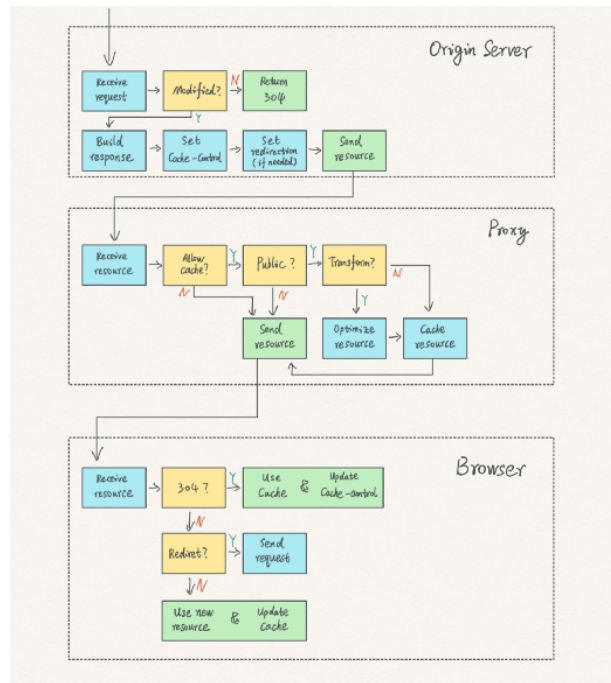 Origin Server
Receive
request
Modified?
N
Return
304
Y
Build
response
Set
Cache-Control
Set
redirection
(if needed)
Send
resource
Proxy
Receive
resource
Allow
cache?
Y
Public?
Y
Transform?
N
N
N
Y
Send
resource
Optimize
resource
Cache
resource
Browser
Receive
resource
304?
Y
Use
Cache
&
Update
Cache-control
N
Rediret?
Y
Send
request
N
Use new
resource
&
Update
Cache